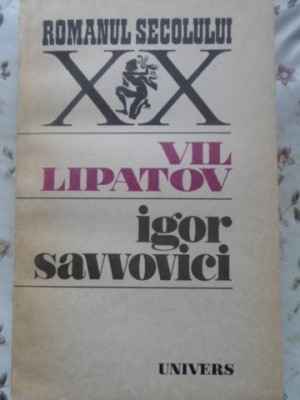 ROMANUL SECOLULUI
XX
VIL
LIPATOV
igor
savvovici
UNIVERS